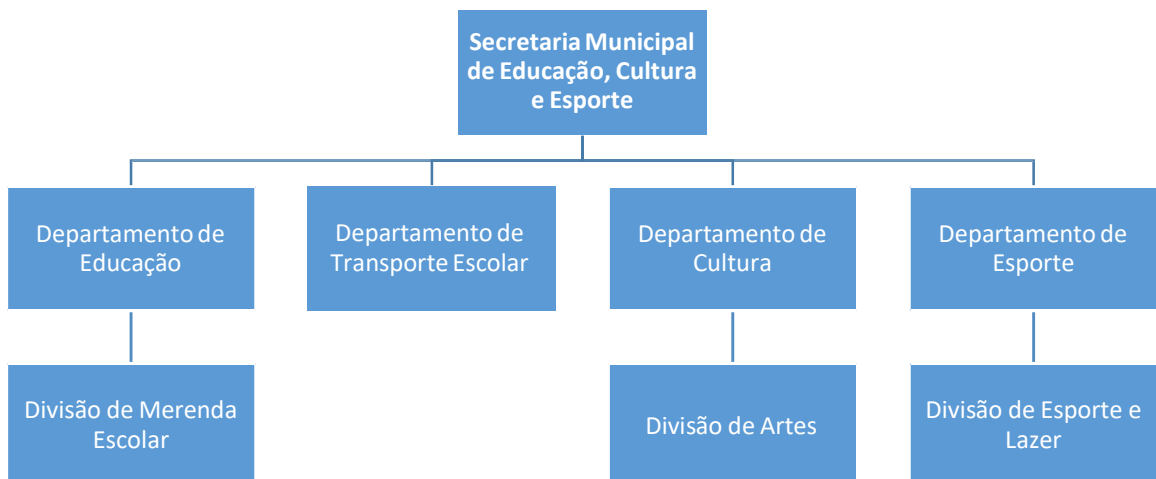 Secretaria Municipal
de Educação, Cultura
e Esporte
Departamento de
Educação
Departamento de
Transporte Escolar
Departamento de
Cultura
Departamento de
Esporte
Divisão de Merenda
Escolar
Divisão de Artes
Divisão de Esporte e
Lazer